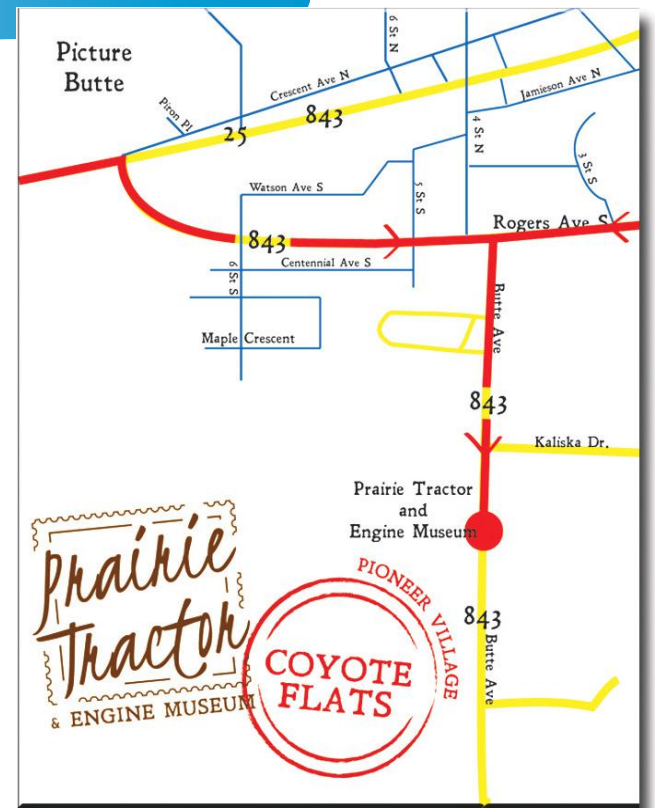 Picture
Butte
6 St N
Crescent Ave N
Piron Pl
25
843
Jamieson Ave N
4 St N
3 St S
Watson Ave S
5 St S
Rogers Ave S
843
Centennial Ave S
6 St S
Butte Ave
Maple Crescent
843
Kaliska Dr.
Prairie Tractor
and
Engine Museum
843
Butte Ave
Prairie
Tractor
& ENGINE MUSEUM
PIONEER VILLAGE
COYOTE
FLATS